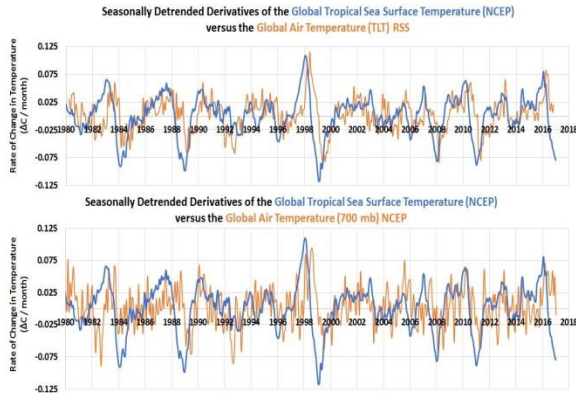 Seasonally Detrended Derivatives of the Global Tropical Sea Surface Temperature (NCEP)
versus the Global Air Temperature (TLT) RSS
Rate of Change in Temperature
(ΔC / month)
0.125
0.075
0.025
-0.025
-0.075
-0.125
1980 1982 1984 1986 1988 1990 1992 1994 1996 1998 2000 2002 2004 2006 2008 2010 2012 2014 2016 2018
Seasonally Detrended Derivatives of the Global Tropical Sea Surface Temperature (NCEP)
versus the Global Air Temperature (700 mb) NCEP
Rate of Change in Temperature
(ΔC / month)
0.125
0.075
0.025
-0.025
-0.075
-0.125
1980 1982 1984 1986 1988 1990 1992 1994 1996 1998 2000 2002 2004 2006 2008 2010 2012 2014 2016 2018